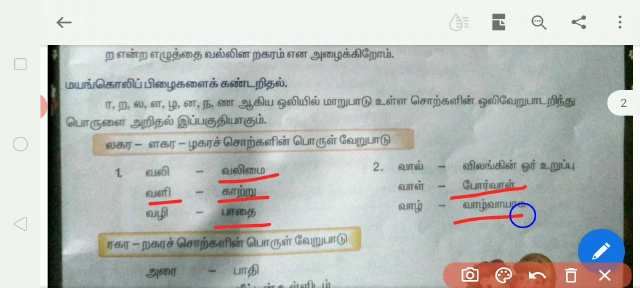 ற என்ற எழுத்தை வல்லின றகரம் என அழைக்கிறோம்.
மயங்கொலிப் பிழைகளைக் கண்டறிதல்.
ர, ற, ல, ள, ழ, ன, ந, ண ஆகிய ஒலியில் மாறுபாடு உள்ள சொற்களின் ஒலிவேறுபாடறிந்து
பொருளை அறிதல் இப்பகுதியாகும்.
லகர – ளகர – ழகரச் சொற்களின் பொருள் வேறுபாடு
1. வலி – வலிமை
வளி – காற்று
வழி – பாதை
2. வால் – விலங்கின் ஓர் உறுப்பு
வாள் – போர்வாள்
வாழ் – வாழ்வாயாக
ரகர – றகரச் சொற்களின் பொருள் வேறுபாடு
அரை – பாதி
2